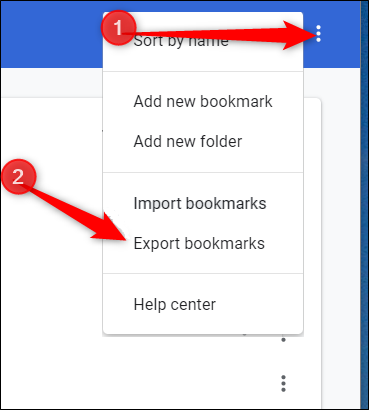 1
Sort by name
Add new bookmark
Add new folder
2
Import bookmarks
Export bookmarks
Help center